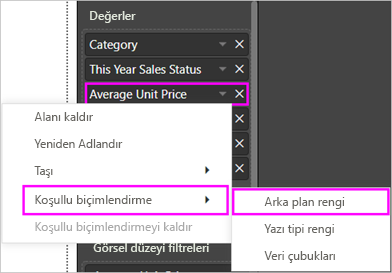 Değerler
Category
This Year Sales Status
Average Unit Price
Alanı kaldır
Yeniden Adlandır
Taşı
Koşullu biçimlendirme
Koşullu biçimlendirmeyi kaldır
Arka plan rengi
Yazı tipi rengi
Veri çubukları
Görsel düzeyi filtreleri